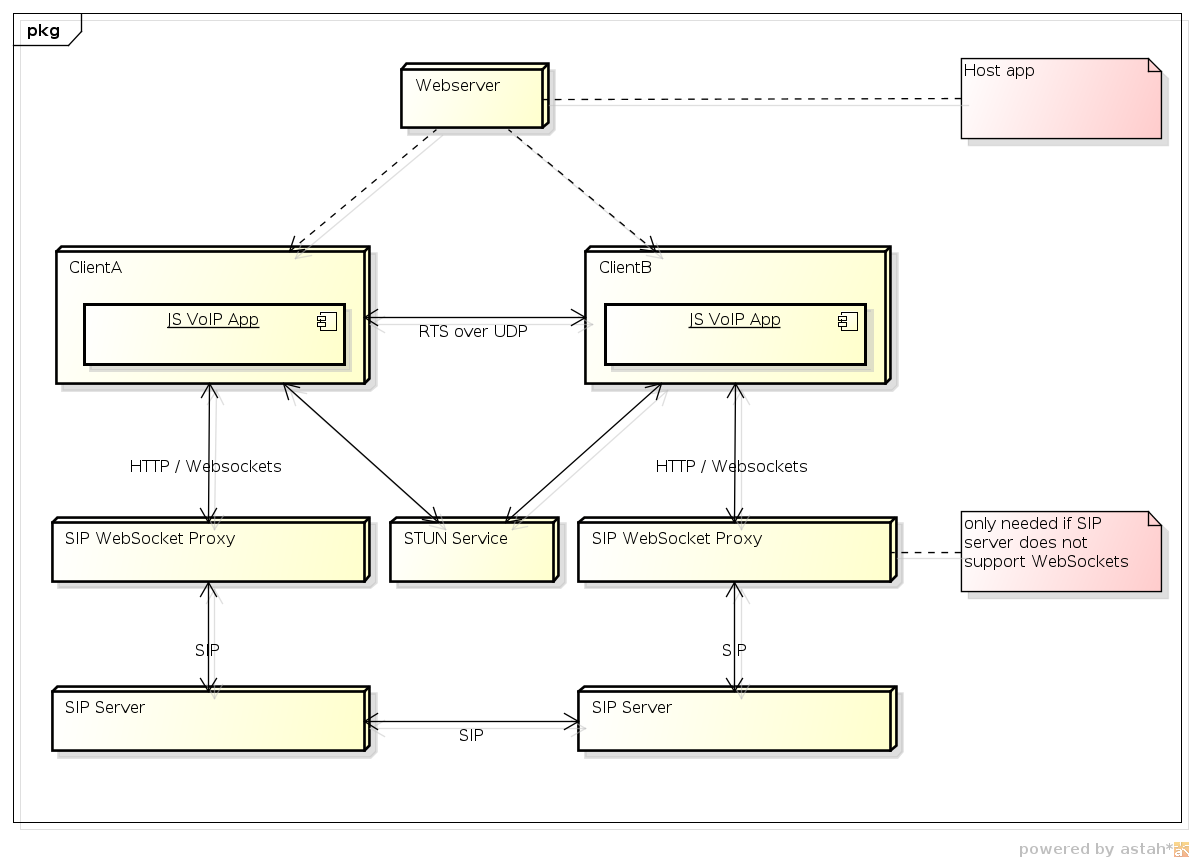 pkg
Webserver
Host app
ClientA
ClientB
JS VoIP App
JS VoIP App
RTS over UDP
HTTP / Websockets
HTTP / Websockets
SIP WebSocket Proxy
STUN Service
SIP WebSocket Proxy
only needed if SIP
server does not
support WebSockets
SIP
SIP
SIP Server
SIP Server
SIP
powered by astah*